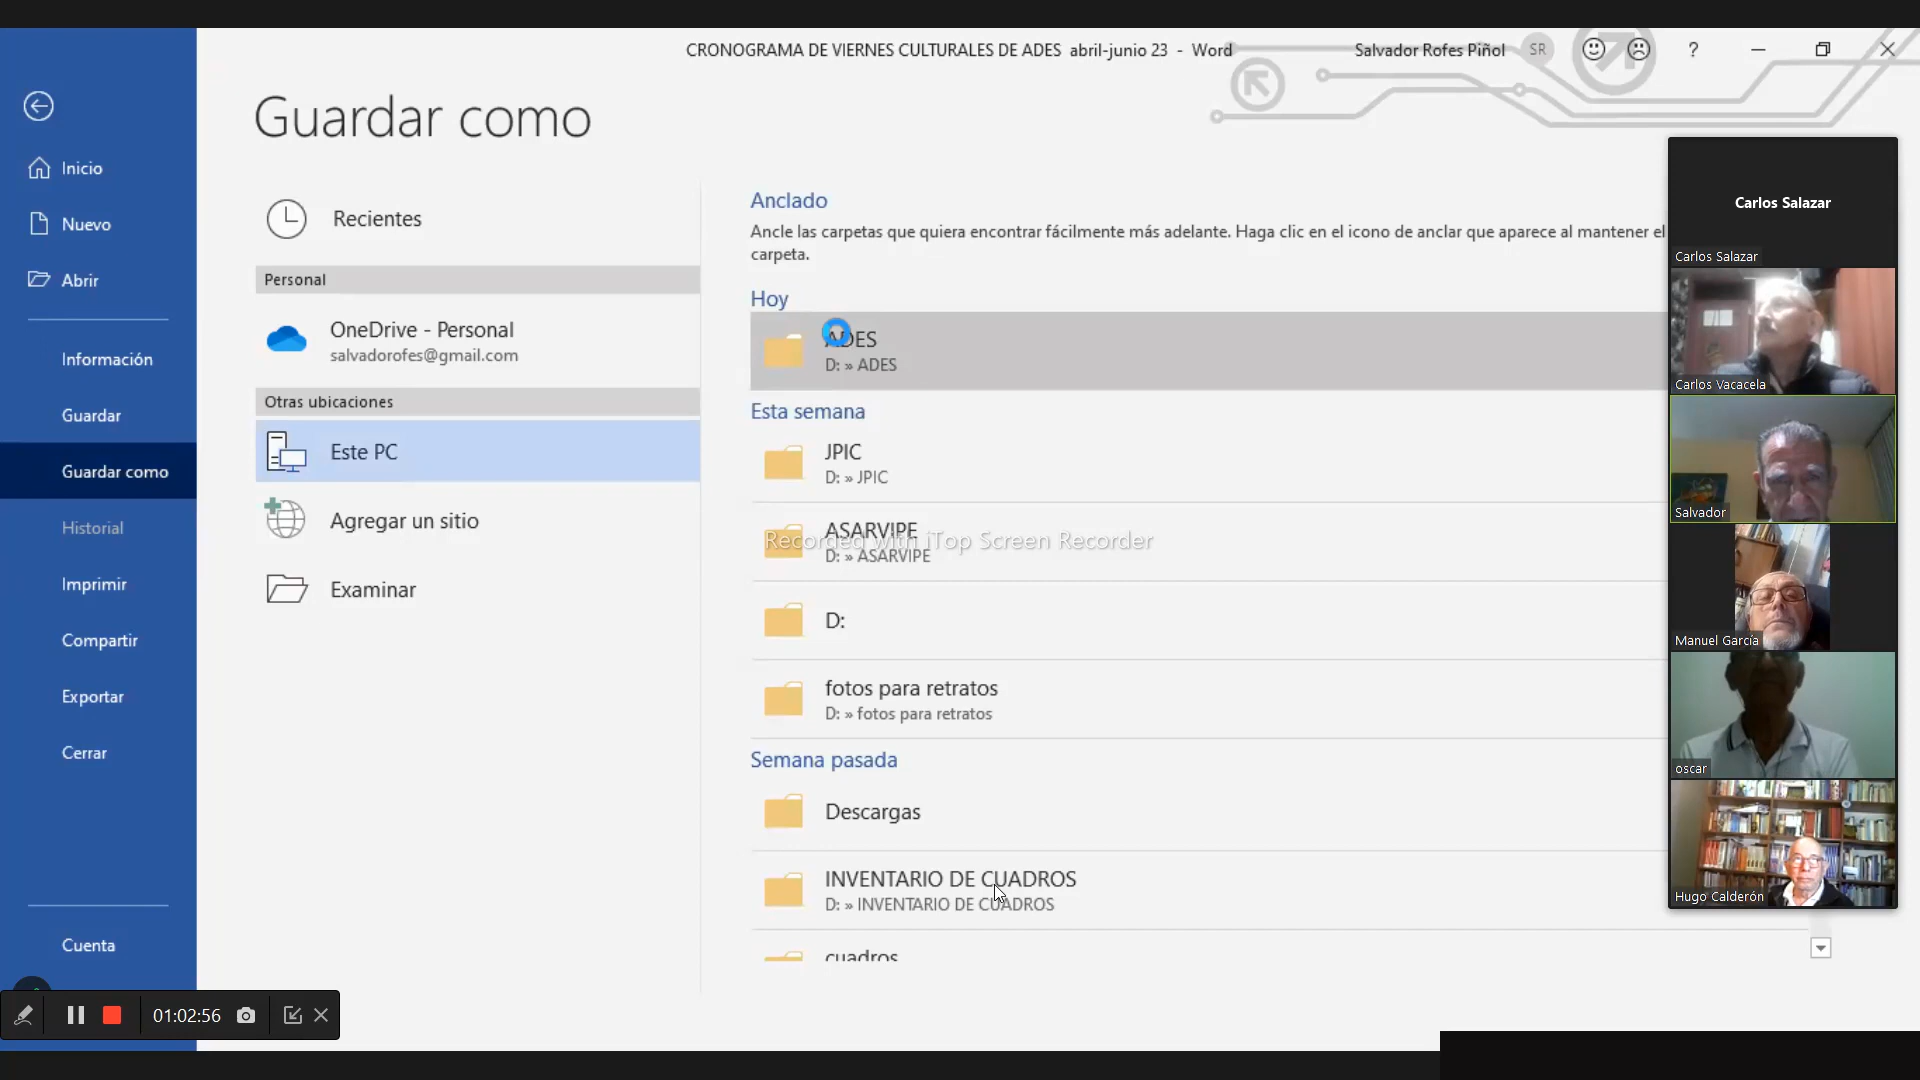 CRONOGRAMA DE VIERNES CULTURALES DE ADES abril-junio 23 - Word
Salvador Rofes Piñol
SR
?
Guardar como
Inicio
Nuevo
Abrir
Información
Guardar
Guardar como
Historial
Imprimir
Compartir
Exportar
Cerrar
Cuenta
Recientes
Personal
OneDrive - Personal
salvadorofes@gmail.com
Otras ubicaciones
Este PC
Agregar un sitio
Examinar
Anclado
Ancle las carpetas que quiera encontrar fácilmente más adelante. Haga clic en el icono de anclar que aparece al mantener el
carpeta.
Hoy
ADES
D: » ADES
Esta semana
JPIC
D: » JPIC
ASARVIPE
D: » ASARVIPE
Recorded with iTop Screen Recorder
D:
fotos para retratos
D: » fotos para retratos
Semana pasada
Descargas
INVENTARIO DE CUADROS
D: » INVENTARIO DE CUADROS
cuadros
Carlos Salazar
Carlos Salazar
Carlos Vacacela
Salvador
Manuel García
oscar
Hugo Calderón
01:02:56